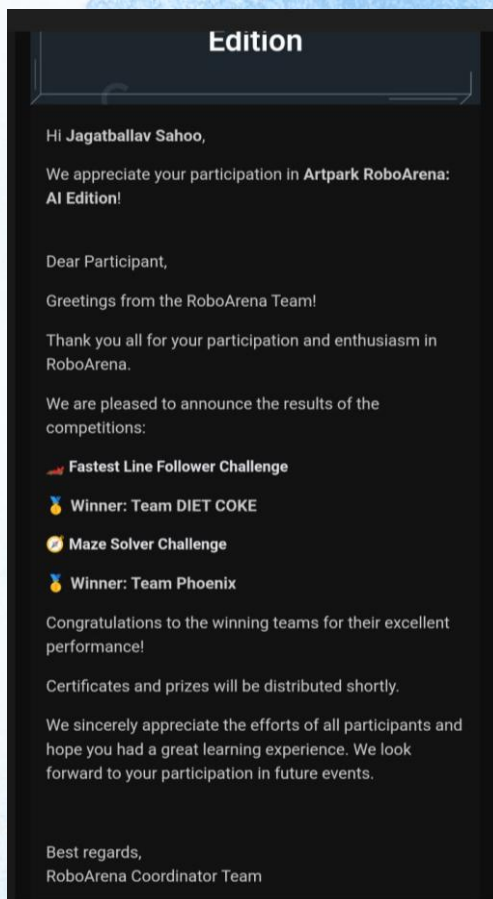 Edition
Hi Jagatballav Sahoo,
We appreciate your participation in Artpark RoboArena:
AI Edition!
Dear Participant,
Greetings from the RoboArena Team!
Thank you all for your participation and enthusiasm in
RoboArena.
We are pleased to announce the results of the
competitions:
🏎️ Fastest Line Follower Challenge
🥇 Winner: Team DIET COKE
🧭 Maze Solver Challenge
🥇 Winner: Team Phoenix
Congratulations to the winning teams for their excellent
performance!
Certificates and prizes will be distributed shortly.
We sincerely appreciate the efforts of all participants and
hope you had a great learning experience. We look
forward to your participation in future events.
Best regards,
RoboArena Coordinator Team